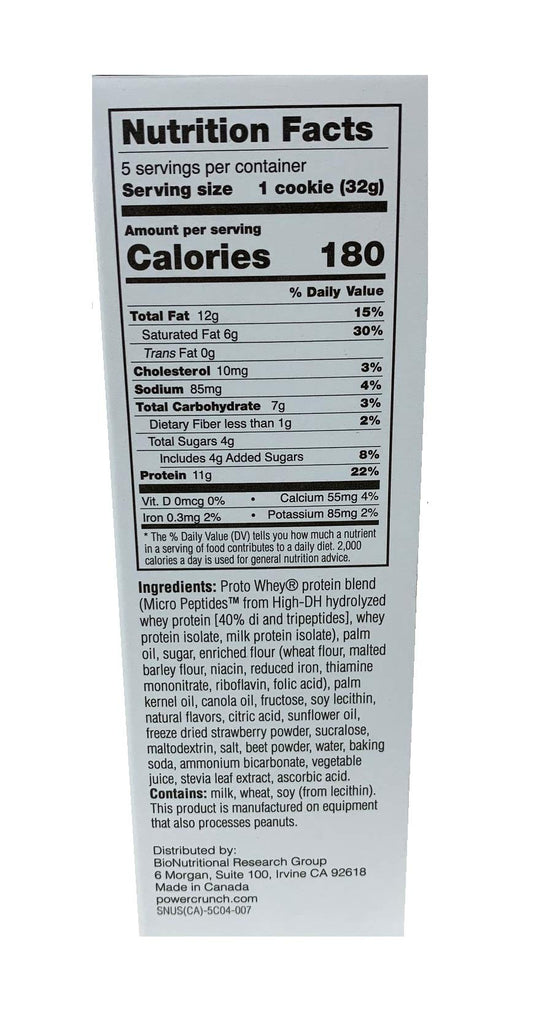 Nutrition Facts
5 servings per container
Serving size 1 cookie (32g)
Amount per serving
Calories 180
% Daily Value
Total Fat 12g 15%
Saturated Fat 6g 30%
Trans Fat 0g
Cholesterol 10mg 3%
Sodium 85mg 4%
Total Carbohydrate 7g 3%
Dietary Fiber less than 1g 2%
Total Sugars 4g
Includes 4g Added Sugars 8%
Protein 11g 22%
Vit. D 0mcg 0% • Calcium 55mg 4%
Iron 0.3mg 2% • Potassium 85mg 2%
* The % Daily Value (DV) tells you how much a nutrient
in a serving of food contributes to a daily diet. 2,000
calories a day is used for general nutrition advice.
Ingredients: Proto Whey® protein blend
(Micro Peptides™ from High-DH hydrolyzed
whey protein [40% di and tripeptides], whey
protein isolate, milk protein isolate), palm
oil, sugar, enriched flour (wheat flour, malted
barley flour, niacin, reduced iron, thiamine
mononitrate, riboflavin, folic acid), palm
kernel oil, canola oil, fructose, soy lecithin,
natural flavors, citric acid, sunflower oil,
freeze dried strawberry powder, sucralose,
maltodextrin, salt, beet powder, water, baking
soda, ammonium bicarbonate, vegetable
juice, stevia leaf extract, ascorbic acid.
Contains: milk, wheat, soy (from lecithin).
This product is manufactured on equipment
that also processes peanuts.
Distributed by:
BioNutritional Research Group
6 Morgan, Suite 100, Irvine CA 92618
Made in Canada
powercrunch.com
SNUS(CA)-5C04-007